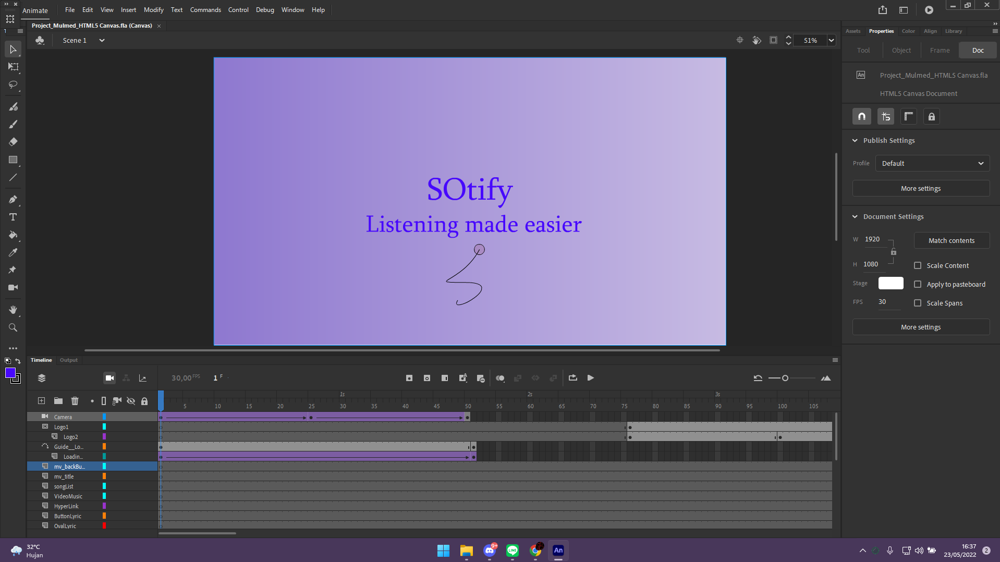 Animate File Edit View Insert Modify Text Commands Control Debug Window Help
Project_Mulmed_HTML5 Canvas.fla (Canvas)
Scene 1
51%
Assets Properties Color Align Library
Tool Object Frame Doc
An Project_Mulmed_HTML5 Canvas.fla
HTML5 Canvas Document
Publish Settings
Profile Default
More settings
Document Settings
W 1920 Match contents
H 1080 Scale Content
Stage Apply to pasteboard
FPS 30 Scale Spans
More settings
SOtify
Listening made easier
Timeline Output
30,00 FPS 1 F
1s 2s 3s
5 10 15 20 25 30 35 40 45 50 55 60 65 70 75 80 85 90 95 100 105
Camera
Logo1
Logo2
Guide__Lo...
Loadin...
mv_backBu...
mv_title
songList
VideoMusic
HyperLink
ButtonLyric
OvalLyric
32°C
Hujan
9+
LINE
An
16:37
23/05/2022
2